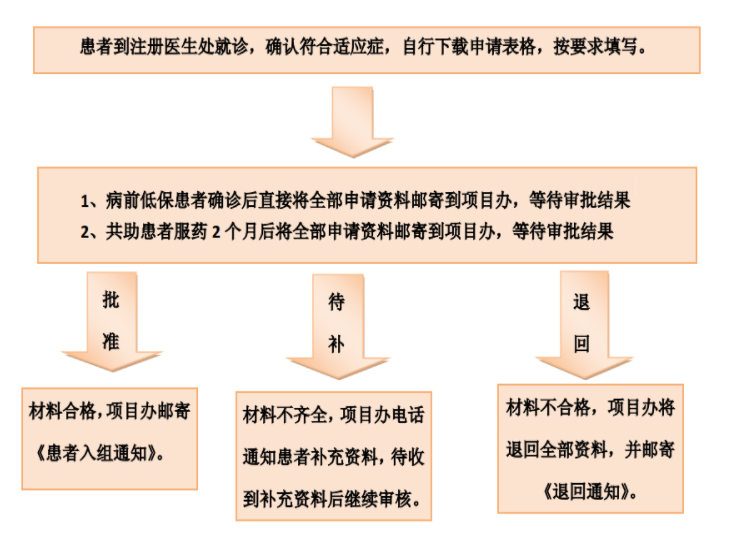 患者到注册医生处就诊，确认符合适应症，自行下载申请表格，按要求填写。
1、病前低保患者确诊后直接将全部申请资料邮寄到项目办，等待审批结果
2、共助患者服药 2 个月后将全部申请资料邮寄到项目办，等待审批结果
批
准
待
补
退
回
材料合格，项目办邮寄
《患者入组通知》。
材料不齐全，项目办电话
通知患者补充资料，待收
到补充资料后继续审核。
材料不合格，项目办将
退回全部资料，并邮寄
《退回通知》。